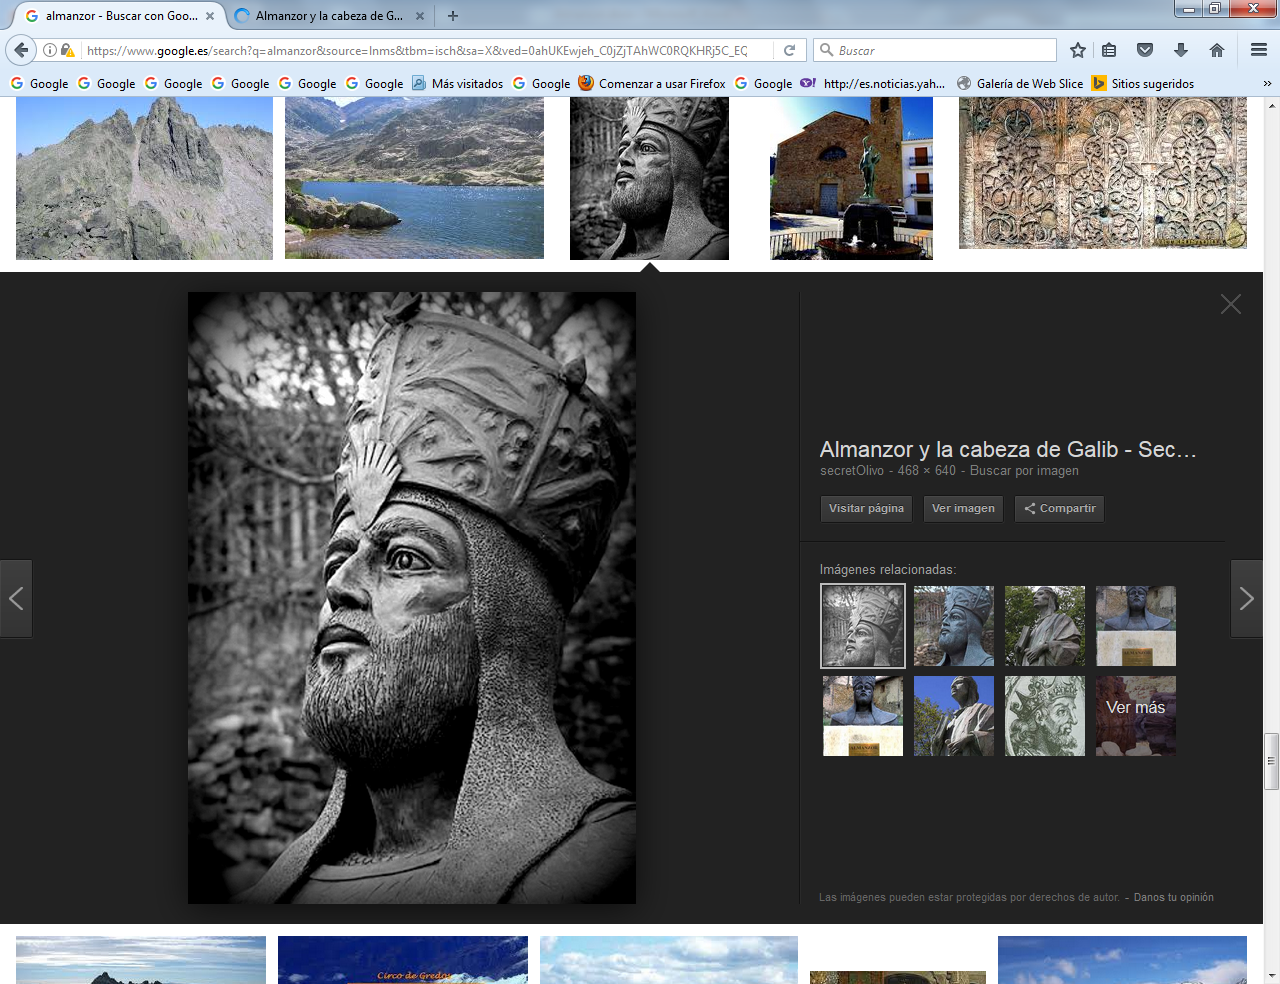 almanzor - Buscar con Goo...
Almanzor y la cabeza de G...
https://www.google.es/search?q=almanzor&source=lnms&tbm=isch&sa=X&ved=0ahUKEwjeh_C0jZjTAhWC0RQKHRj5C_EQ
Buscar
Google Google Google Google Google Google Más visitados Google Comenzar a usar Firefox Google http://es.noticias.yah... Galería de Web Slice Sitios sugeridos
ARTEHISTORIA
Almanzor y la cabeza de Galib - Sec...
secretOlivo - 468 × 640 - Buscar por imagen
Visitar página Ver imagen Compartir
Imágenes relacionadas:
ALMANZOR
Ver más
Las imágenes pueden estar protegidas por derechos de autor. - Danos tu opinión
Circo de Gredos